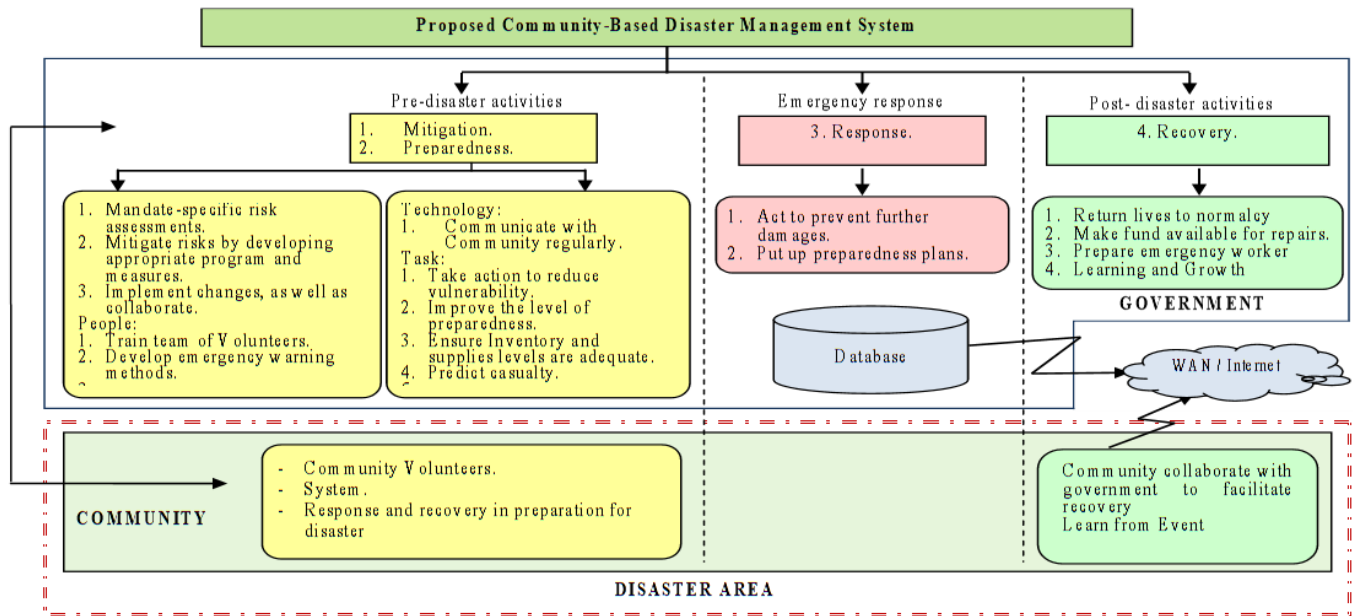 Proposed Community-Based Disaster Management System
Pre-disaster activities
1. Mitigation.
2. Preparedness.
1. Mandate-specific risk
assessments.
2. Mitigate risks by developing
appropriate program and
measures.
3. Implement changes, as well as
collaborate.
People:
1. Train team of Volunteers.
2. Develop emergency warning
methods.
Technology:
1. Communicate with
Community regularly.
Task:
1. Take action to reduce
vulnerability.
2. Improve the level of
preparedness.
3. Ensure Inventory and
supplies levels are adequate.
4. Predict casualty.
Emergency response
3. Response.
1. Act to prevent further
damages.
2. Put up preparedness plans.
Database
Post- disaster activities
4. Recovery.
1. Return lives to normalcy
2. Make fund available for repairs.
3. Prepare emergency worker
4. Learning and Growth
GOVERNMENT
WAN / Internet
COMMUNITY
- Community Volunteers.
- System.
- Response and recovery in preparation for
disaster
Community collaborate with
government to facilitate
recovery
Learn from Event
DISASTER AREA